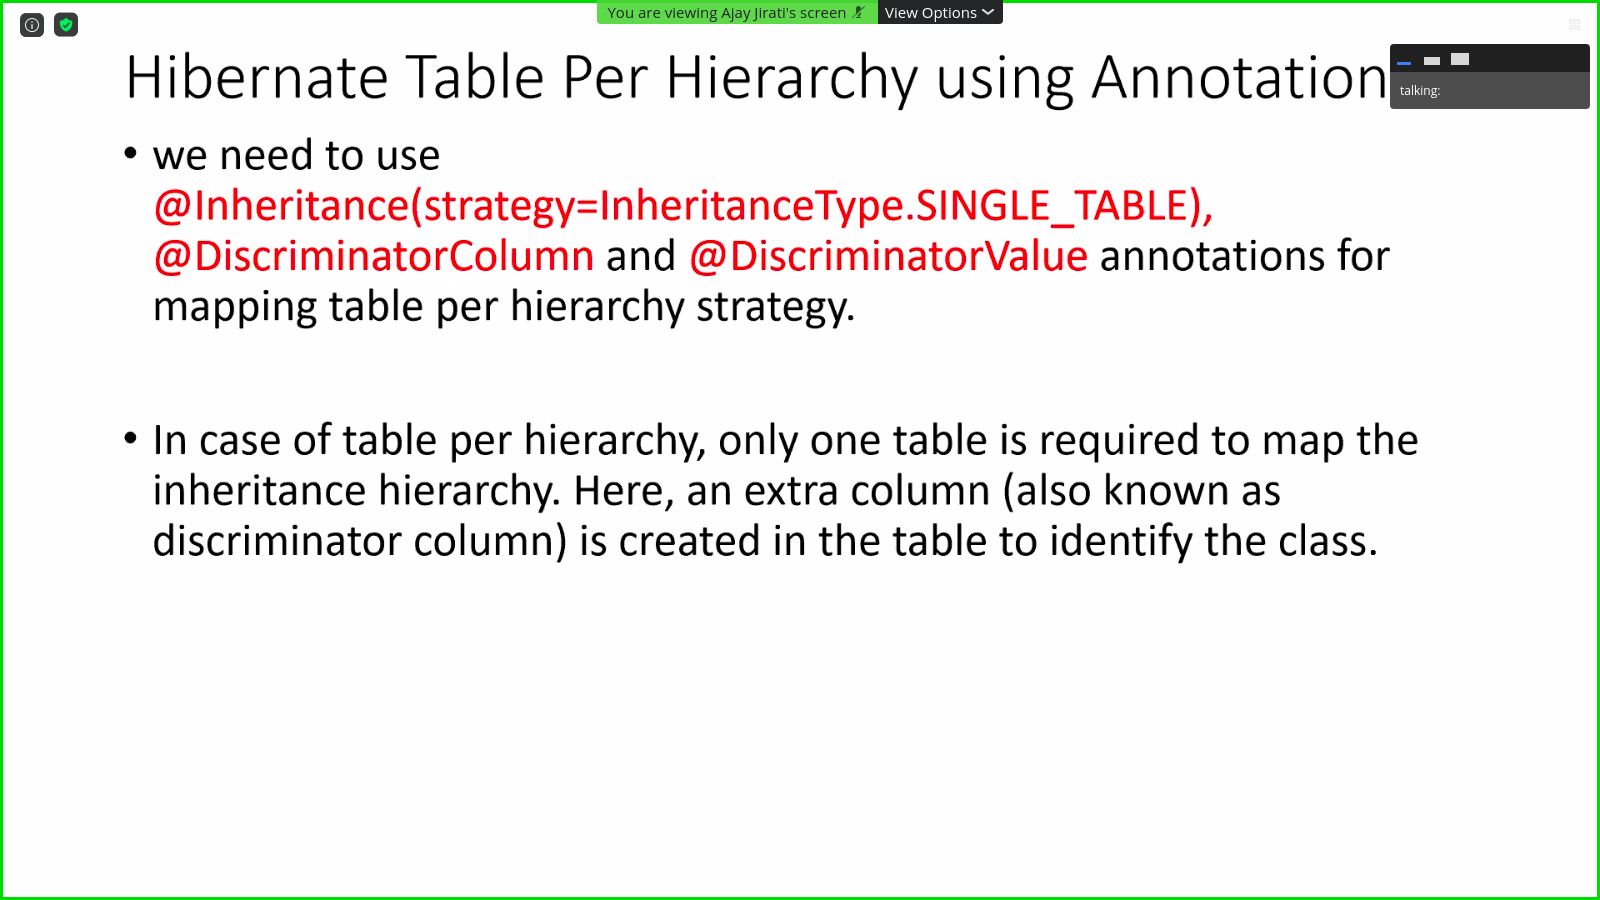 You are viewing Ajay Jirati's screen View Options
Hibernate Table Per Hierarchy using Annotation
talking:
• we need to use
@Inheritance(strategy=InheritanceType.SINGLE_TABLE),
@DiscriminatorColumn and @DiscriminatorValue annotations for
mapping table per hierarchy strategy.
• In case of table per hierarchy, only one table is required to map the
inheritance hierarchy. Here, an extra column (also known as
discriminator column) is created in the table to identify the class.